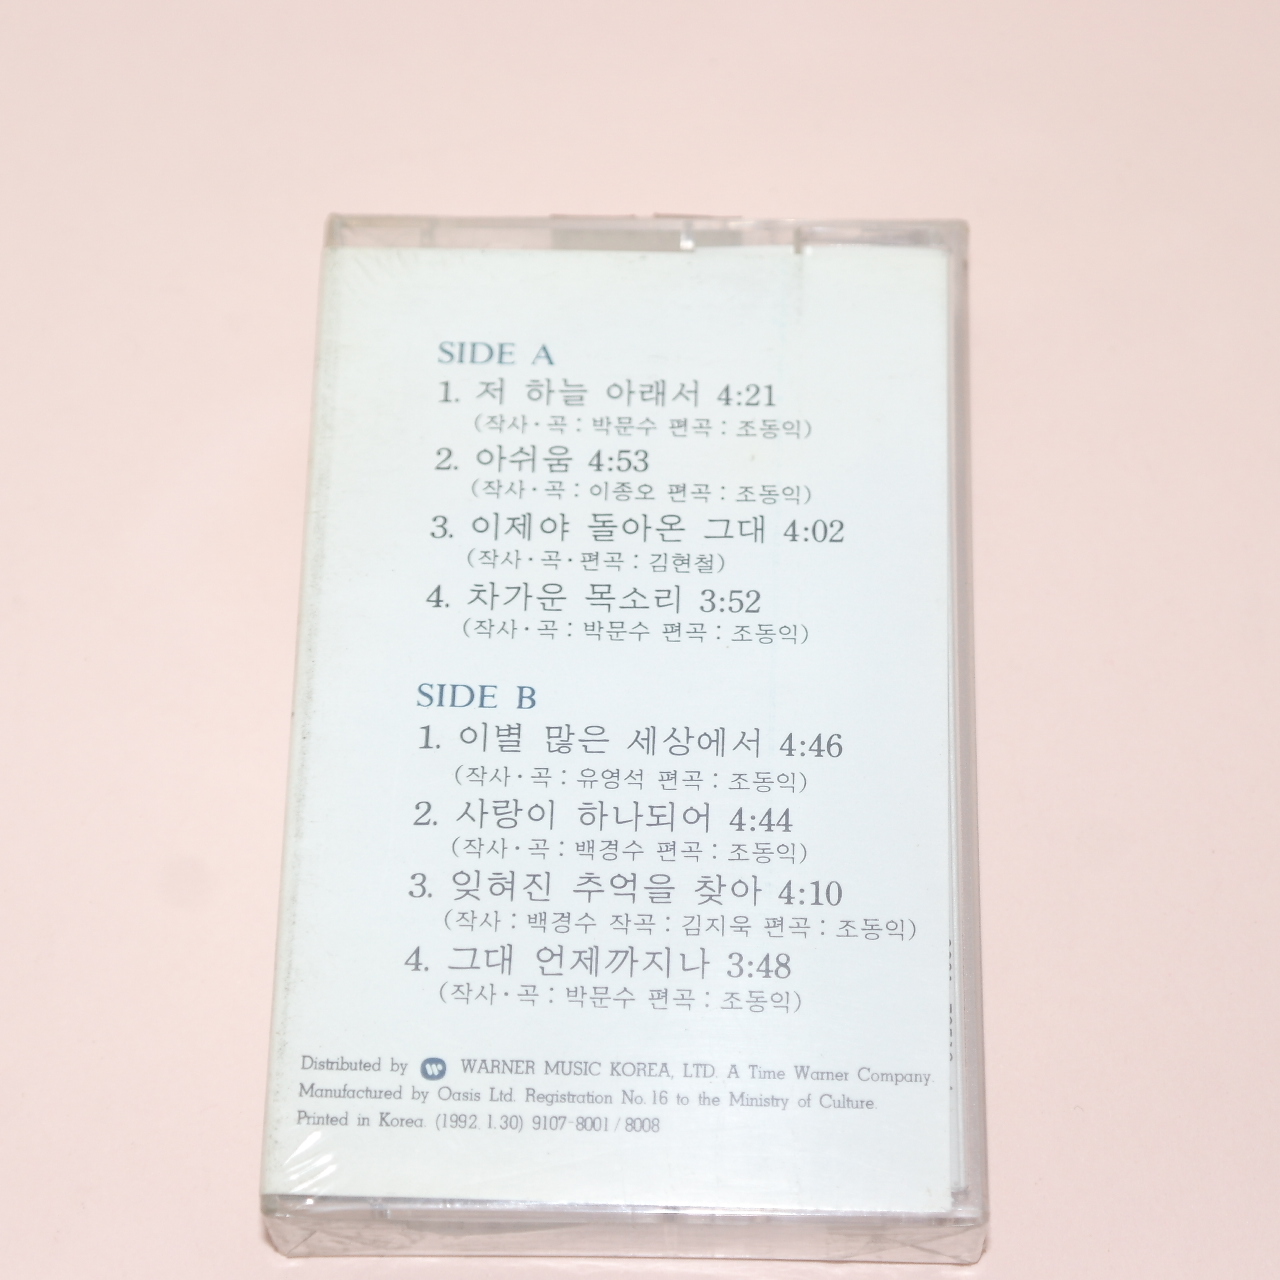 SIDE A
1. 저 하늘 아래서 4:21
(작사·곡 : 박문수 편곡 : 조동익)
2. 아쉬움 4:53
(작사·곡 : 이종오 편곡 : 조동익)
3. 이제야 돌아온 그대 4:02
(작사·곡·편곡 : 김현철)
4. 차가운 목소리 3:52
(작사·곡 : 박문수 편곡 : 조동익)
SIDE B
1. 이별 많은 세상에서 4:46
(작사·곡 : 유영석 편곡 : 조동익)
2. 사랑이 하나되어 4:44
(작사·곡 : 백경수 편곡 : 조동익)
3. 잊혀진 추억을 찾아 4:10
(작사 : 백경수 작곡 : 김지욱 편곡 : 조동익)
4. 그대 언제까지나 3:48
(작사·곡 : 박문수 편곡 : 조동익)
Distributed by WARNER MUSIC KOREA, LTD. A Time Warner Company.
Manufactured by Oasis Ltd. Registration No. 16 to the Ministry of Culture.
Printed in Korea. (1992. 1. 30) 9107-8001 / 8008